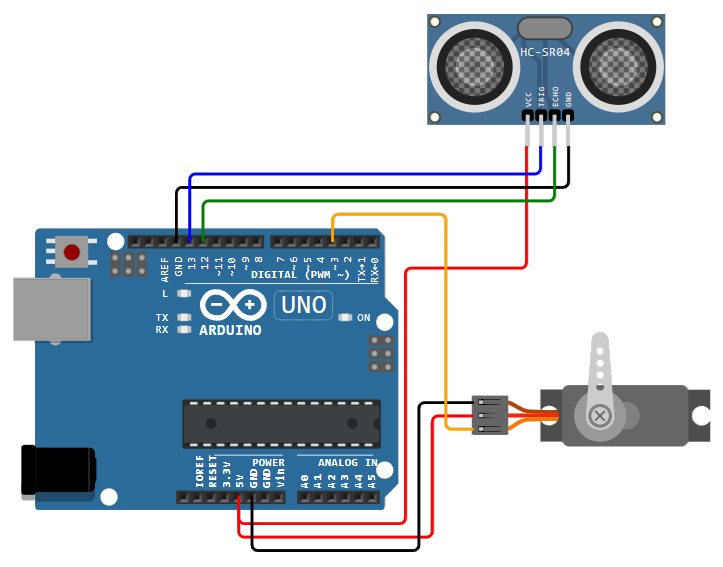 HC-SR04
VCC
TRIG
ECHO
GND
AREF
GND
13
12
~11
~10
~9
8
7
~6
~5
4
~3
2
TX→1
RX←0
DIGITAL (PWM ~)
L
TX
RX
UNO
ARDUINO
ON
IOREF
RESET
3.3V
5V
GND
GND
Vin
POWER
ANALOG IN
A0
A1
A2
A3
A4
A5